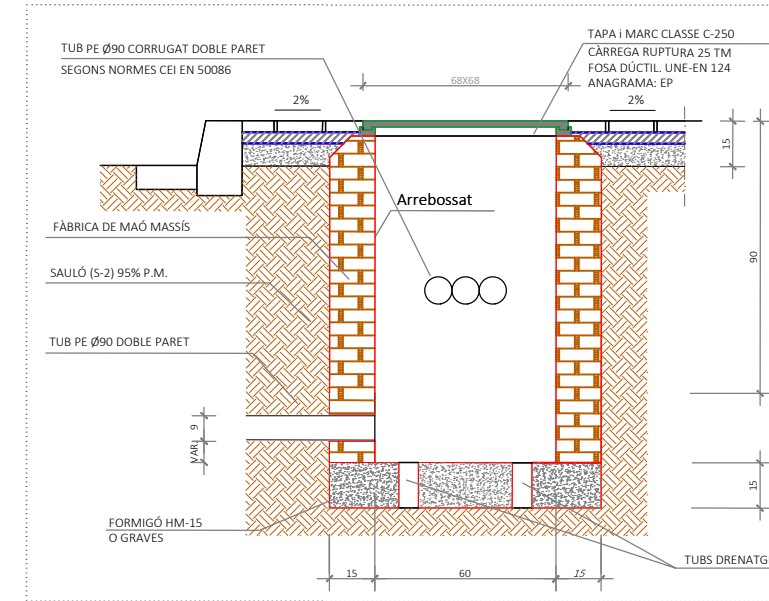 TUB PE Ø90 CORRUGAT DOBLE PARET
SEGONS NORMES CEI EN 50086
TAPA i MARC CLASSE C-250
CÀRREGA RUPTURA 25 TM
FOSA DÚCTIL. UNE-EN 124
ANAGRAMA: EP
68X68
2%
2%
15
Arrebossat
FÀBRICA DE MAÓ MASSÍS
SAULÓ (S-2) 95% P.M.
90
TUB PE Ø90 DOBLE PARET
9
VAR.
15
FORMIGÓ HM-15
O GRAVES
TUBS DRENATG
15
60
15